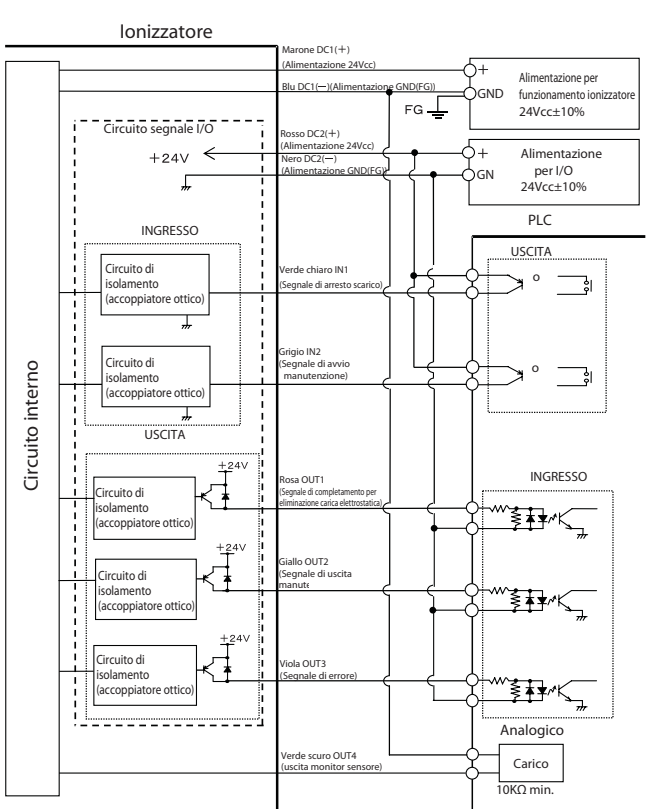 Ionizzatore
Marone DC1(+)
(Alimentazione 24Vcc)
Blu DC1(−)(Alimentazione GND(FG))
FG
+
GND
Alimentazione per
funzionamento ionizzatore
24Vcc±10%
Circuito segnale I/O
+24V
Rosso DC2(+)
(Alimentazione 24Vcc)
Nero DC2(−)
(Alimentazione GND(FG))
+
GN
Alimentazione
per I/O
24Vcc±10%
PLC
INGRESSO
USCITA
Circuito di
isolamento
(accoppiatore ottico)
Verde chiaro IN1
(Segnale di arresto scarico)
o
Circuito di
isolamento
(accoppiatore ottico)
Grigio IN2
(Segnale di avvio
manutenzione)
o
USCITA
Circuito interno
+24V
Circuito di
isolamento
(accoppiatore ottico)
Rosa OUT1
(Segnale di completamento per
eliminazione carica elettrostatica)
INGRESSO
+24V
Circuito di
isolamento
(accoppiatore ottico)
Giallo OUT2
(Segnale di uscita
manute
+24V
Circuito di
isolamento
(accoppiatore ottico)
Viola OUT3
(Segnale di errore)
Analogico
Verde scuro OUT4
(uscita monitor sensore)
Carico
10KΩ min.